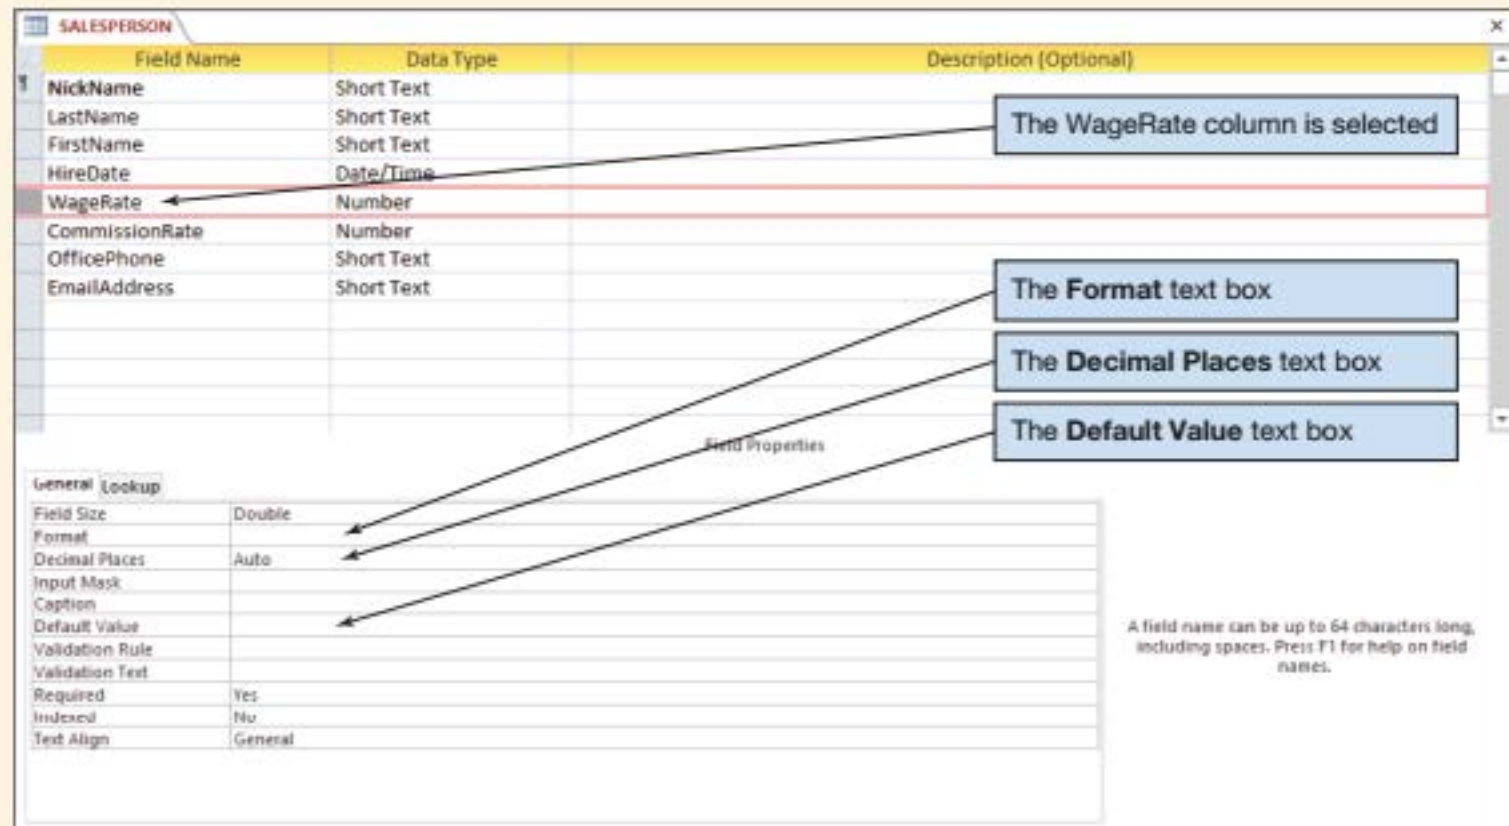 SALESPERSON
Field Name Data Type Description (Optional)
NickName Short Text
LastName Short Text
FirstName Short Text
HireDate Date/Time
WageRate Number
CommissionRate Number
OfficePhone Short Text
EmailAddress Short Text
The WageRate column is selected
The Format text box
The Decimal Places text box
The Default Value text box
Field Properties
General Lookup
Field Size Double
Format
Decimal Places Auto
Input Mask
Caption
Default Value
Validation Rule
Validation Text
Required Yes
Indexed No
Text Align General
A field name can be up to 64 characters long,
including spaces. Press F1 for help on field
names.